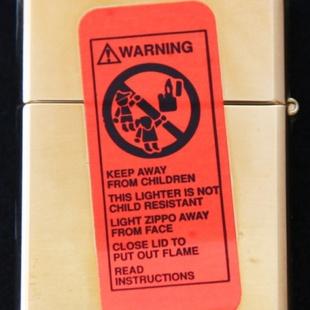 WARNING
KEEP AWAY
FROM CHILDREN
THIS LIGHTER IS NOT
CHILD RESISTANT
LIGHT ZIPPO AWAY
FROM FACE
CLOSE LID TO
PUT OUT FLAME
READ
INSTRUCTIONS